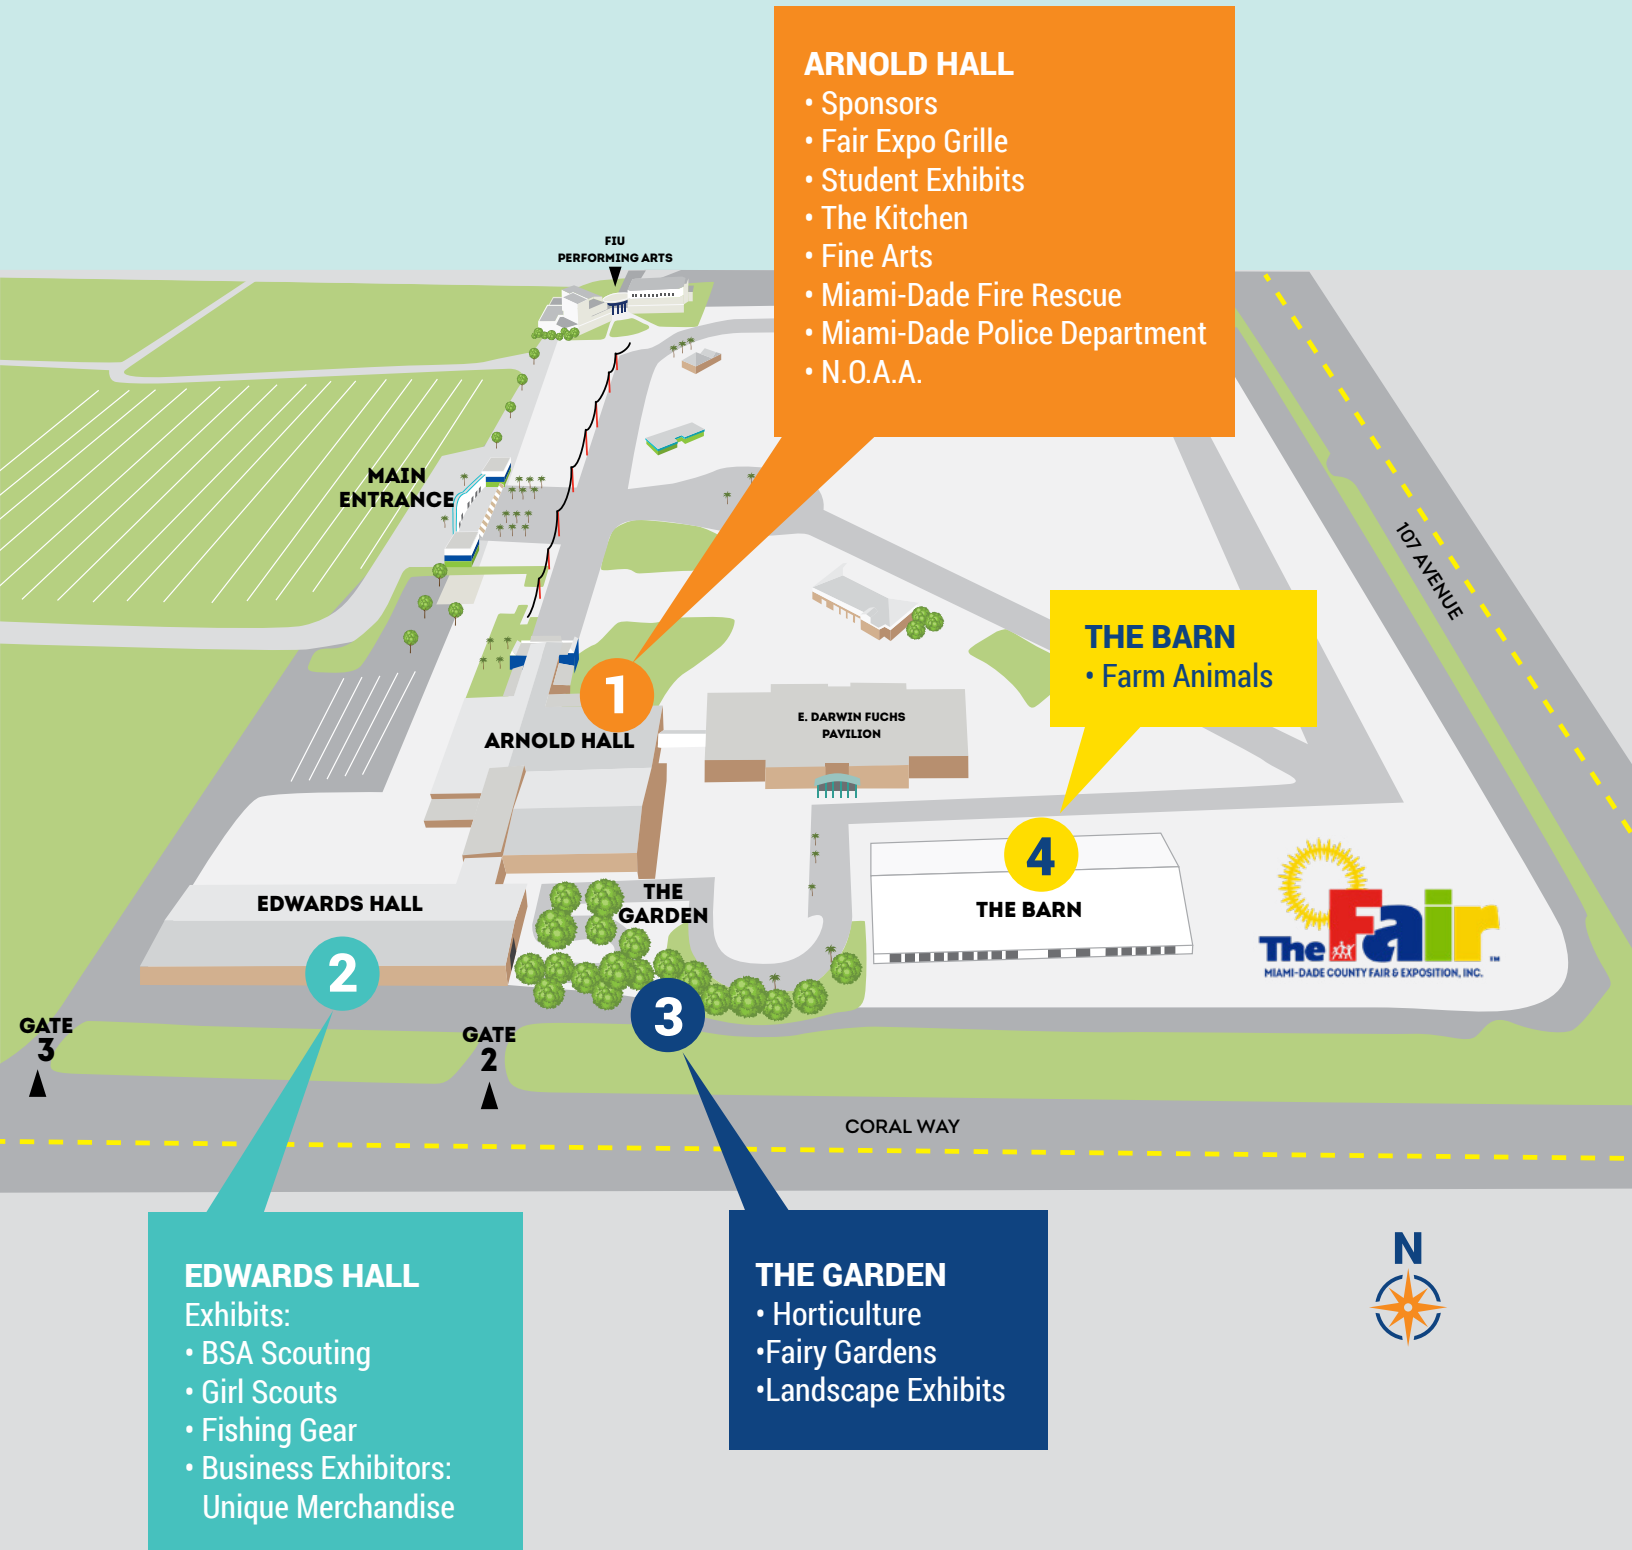 ARNOLD HALL
• Sponsors
• Fair Expo Grille
• Student Exhibits
• The Kitchen
• Fine Arts
• Miami-Dade Fire Rescue
• Miami-Dade Police Department
• N.O.A.A.
FIU
PERFORMING ARTS
MAIN
ENTRANCE
107 AVENUE
THE BARN
• Farm Animals
1
ARNOLD HALL
E. DARWIN FUCHS
PAVILION
4
THE BARN
THE
GARDEN
EDWARDS HALL
2
3
The Fair ™
MIAMI-DADE COUNTY FAIR & EXPOSITION, INC.
GATE
3
GATE
2
CORAL WAY
EDWARDS HALL
Exhibits:
• BSA Scouting
• Girl Scouts
• Fishing Gear
• Business Exhibitors:
Unique Merchandise
THE GARDEN
• Horticulture
•Fairy Gardens
•Landscape Exhibits
N